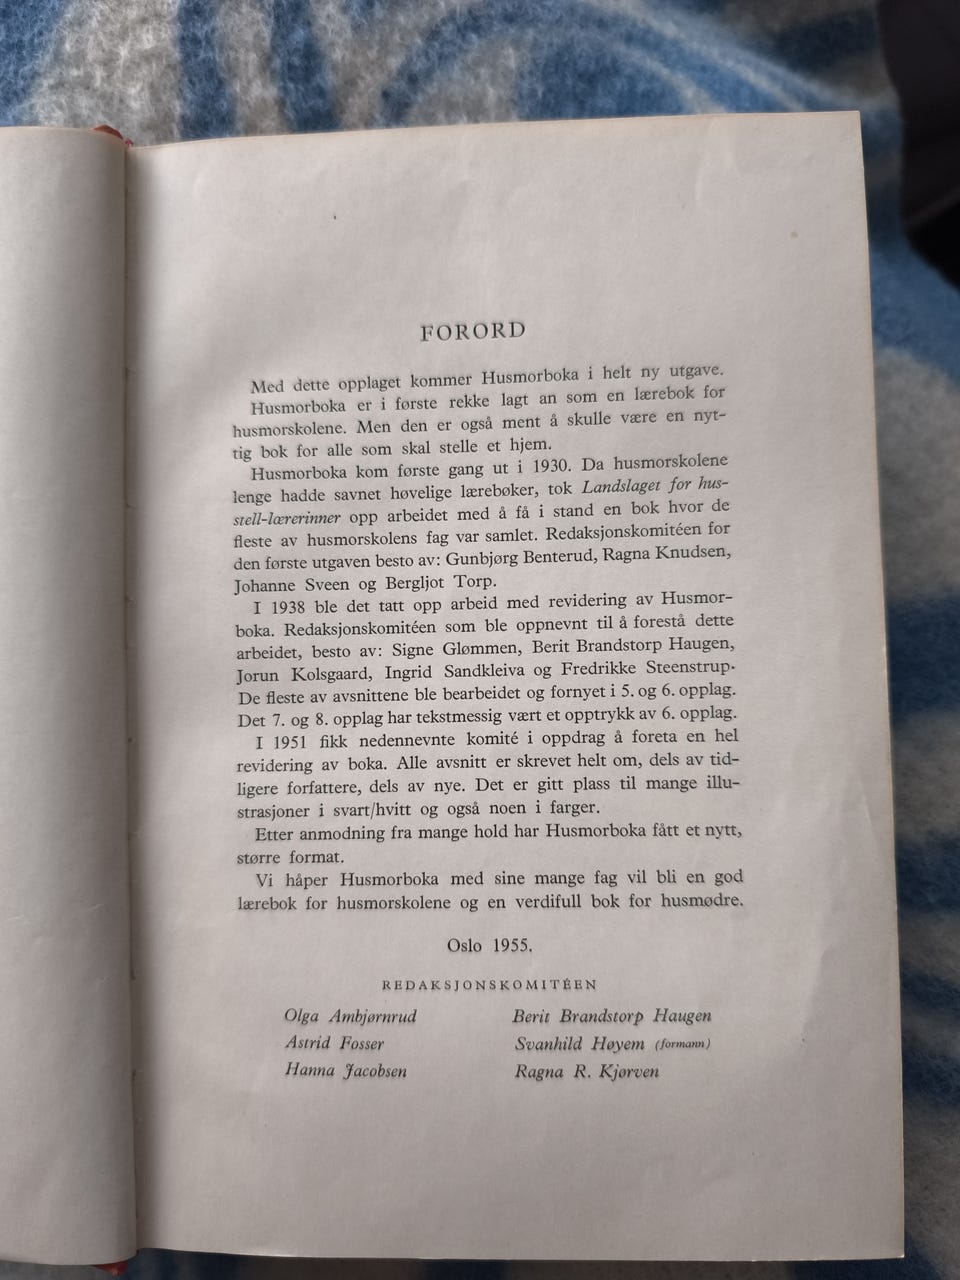 FORORD
Med dette opplaget kommer Husmorboka i helt ny utgave.
Husmorboka er i første rekke lagt an som en lærebok for
husmorskolene. Men den er også ment å skulle være en nyt-
tig bok for alle som skal stelle et hjem.
Husmorboka kom første gang ut i 1930. Da husmorskolene
lenge hadde savnet høvelige lærebøker, tok Landslaget for hus-
stell-lærerinner opp arbeidet med å få i stand en bok hvor de
fleste av husmorskolens fag var samlet. Redaksjonskomitéen for
den første utgaven besto av: Gunbjørg Benterud, Ragna Knudsen,
Johanne Sveen og Bergljot Torp.
I 1938 ble det tatt opp arbeid med revidering av Husmor-
boka. Redaksjonskomitéen som ble oppnevnt til å forestå dette
arbeidet, besto av: Signe Glømmen, Berit Brandstorp Haugen,
Jorun Kolsgaard, Ingrid Sandkleiva og Fredrikke Steenstrup.
De fleste av avsnittene ble bearbeidet og fornyet i 5. og 6. opplag.
Det 7. og 8. opplag har tekstmessig vært et opptrykk av 6. opplag.
I 1951 fikk nedennevnte komité i oppdrag å foreta en hel
revidering av boka. Alle avsnitt er skrevet helt om, dels av tid-
ligere forfattere, dels av nye. Det er gitt plass til mange illu-
strasjoner i svart/hvitt og også noen i farger.
Etter anmodning fra mange hold har Husmorboka fått et nytt,
større format.
Vi håper Husmorboka med sine mange fag vil bli en god
lærebok for husmorskolene og en verdifull bok for husmødre.
Oslo 1955.
REDAKSJONSKOMITÉEN
Olga Ambjørnrud Berit Brandstorp Haugen
Astrid Fosser Svanhild Høyem (formann)
Hanna Jacobsen Ragna R. Kjørven